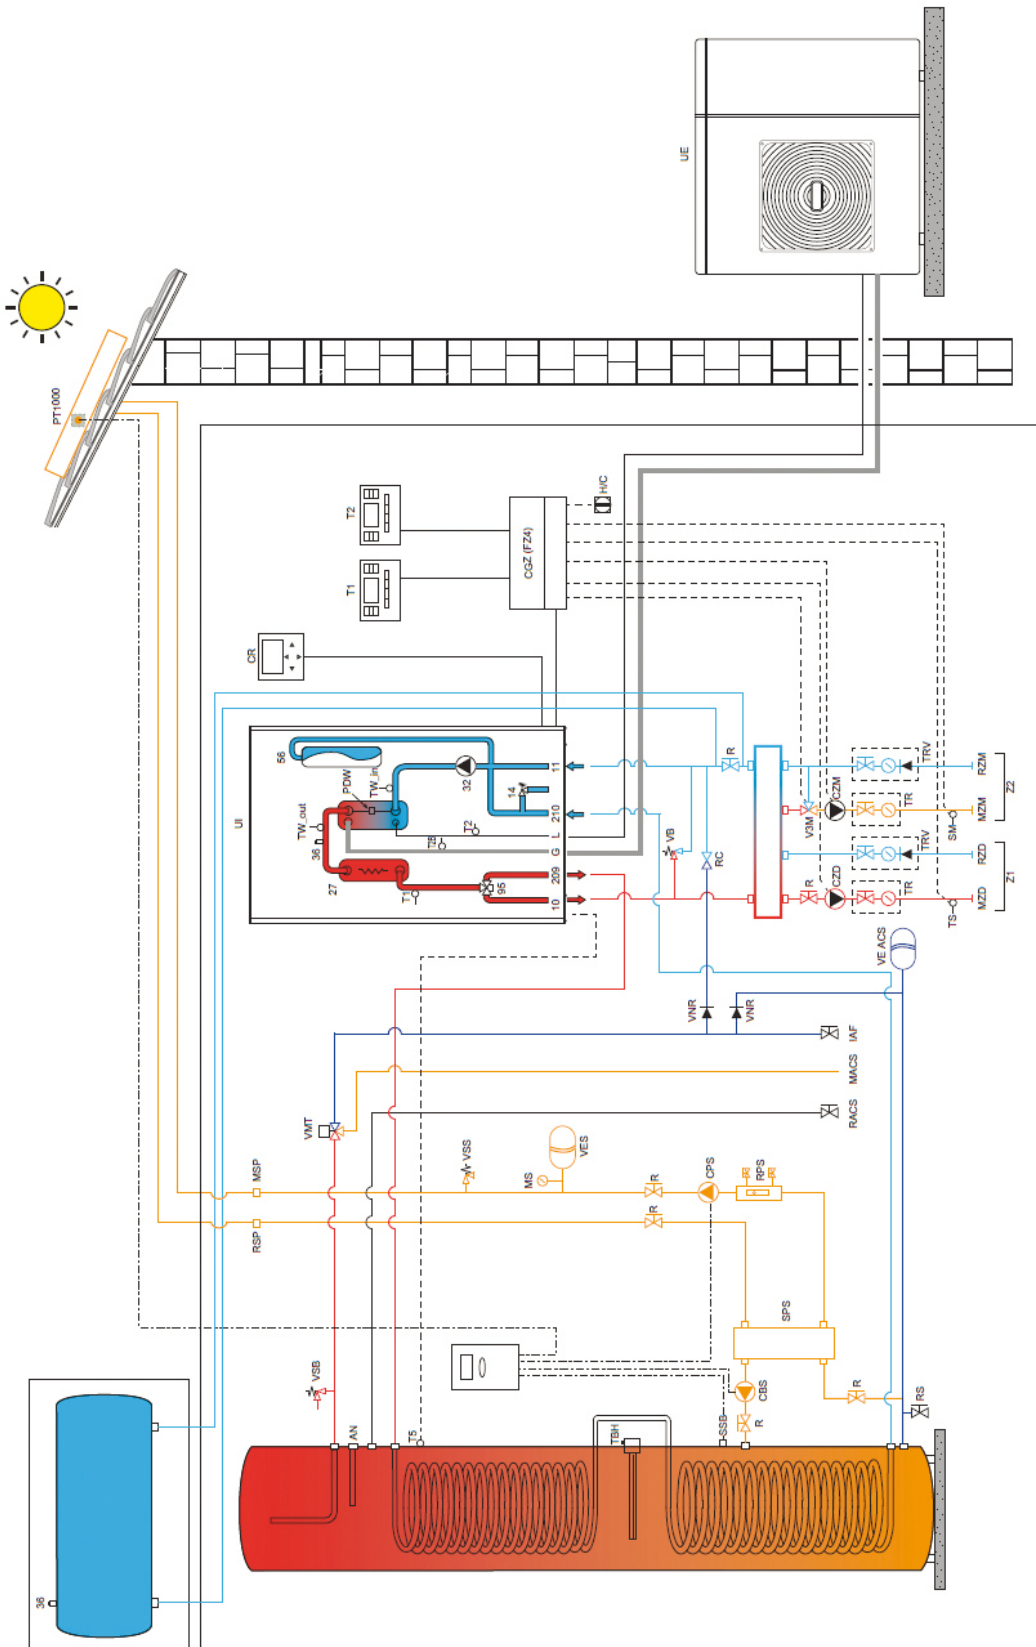 UE
PT1000
T2
T1
CGZ (FZ4)
H/C
CR
UI
56
PDW
TW_in
TW_out
36
27
32
14
T2
T2B
T1
95
11
210
L
G
209
10
R
VB
RC
V3M
CZM
TRV
TR
RZM
MZM
Z2
SM
R
CZD
TRV
TR
RZD
MZD
Z1
TS
VE ACS
VNR
VNR
IAF
MACS
RACS
VMT
MSP
RSP
VSS
MS
VES
R
R
CPS
RPS
SPS
VSB
AN
T5
TBH
SSB
CBS
R
R
RS
36